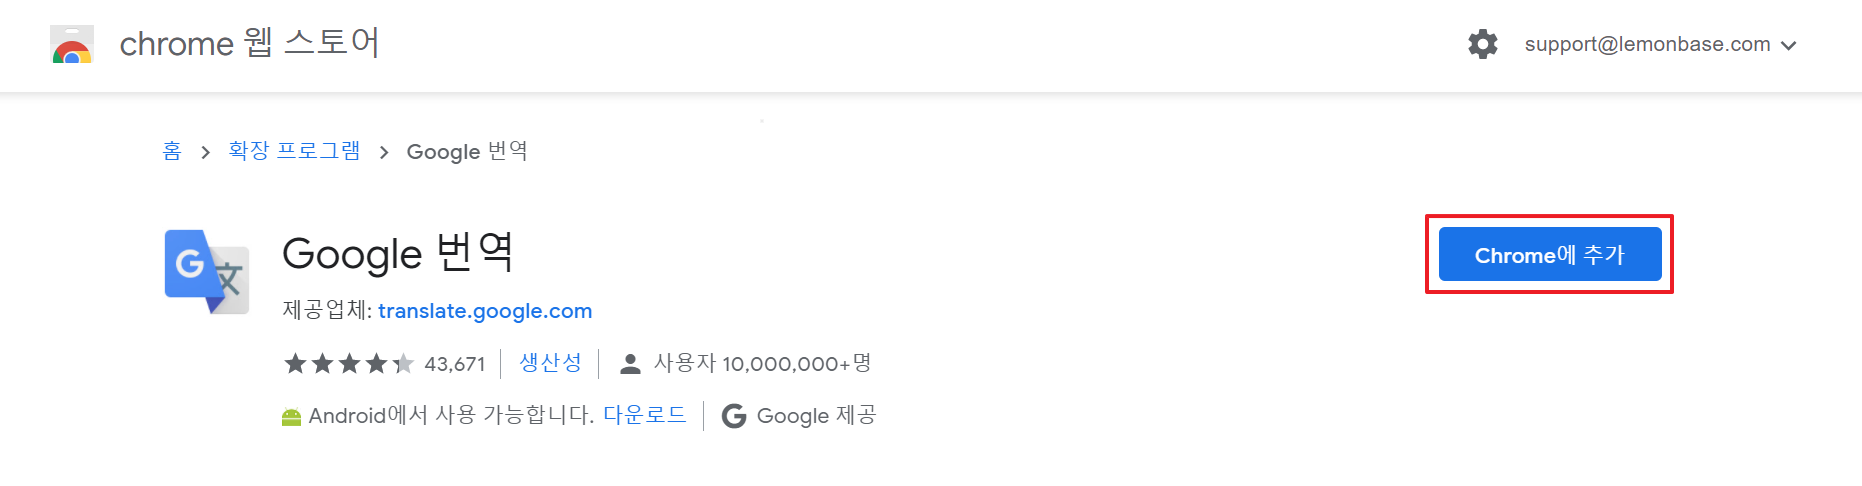 chrome 웹 스토어
support@lemonbase.com
홈 > 확장 프로그램 > Google 번역
Google 번역
Chrome에 추가
제공업체: translate.google.com
43,671 생산성 사용자 10,000,000+명
Android에서 사용 가능합니다. 다운로드 Google 제공